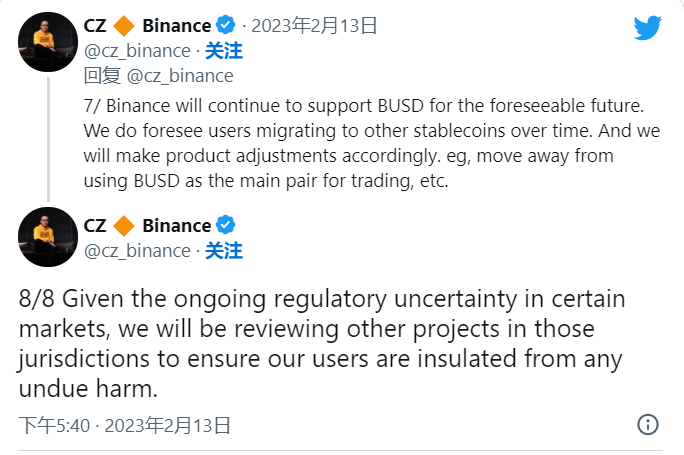 CZ 🔶 Binance · 2023年2月13日
@cz_binance · 关注
回复 @cz_binance
7/ Binance will continue to support BUSD for the foreseeable future.
We do foresee users migrating to other stablecoins over time. And we
will make product adjustments accordingly. eg, move away from
using BUSD as the main pair for trading, etc.
CZ 🔶 Binance
@cz_binance · 关注
8/8 Given the ongoing regulatory uncertainty in certain
markets, we will be reviewing other projects in those
jurisdictions to ensure our users are insulated from any
undue harm.
下午5:40 · 2023年2月13日